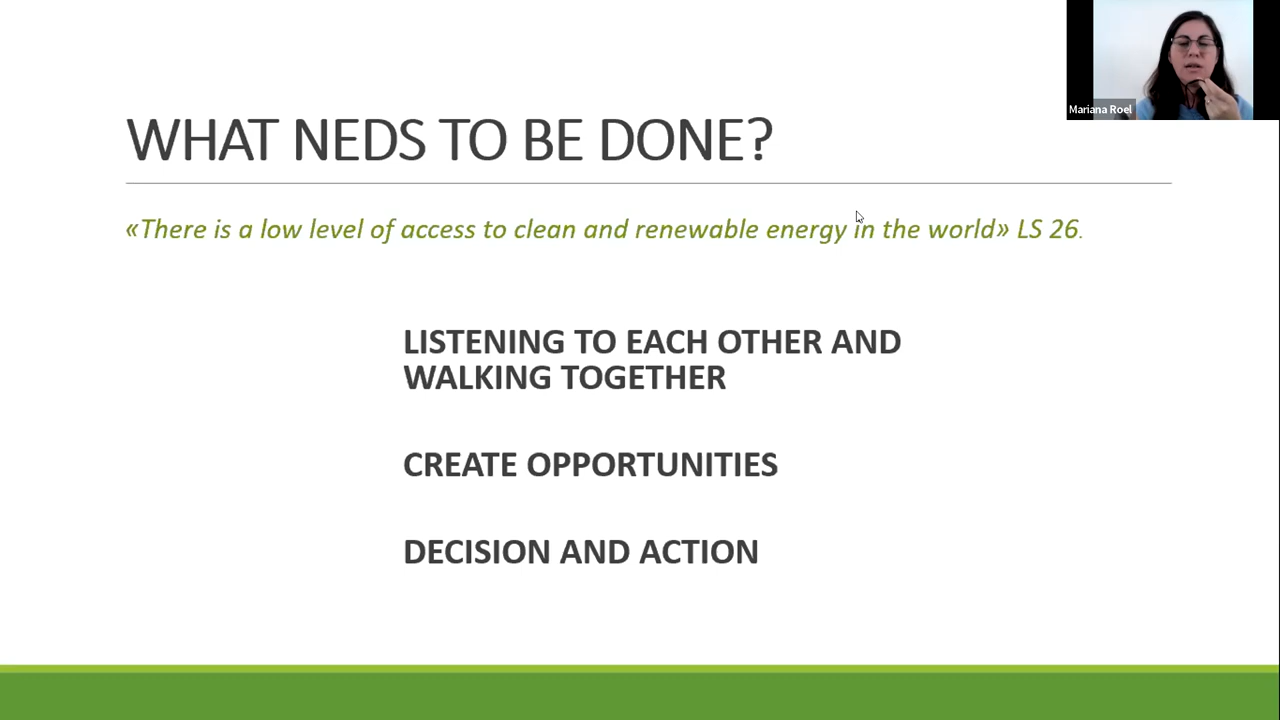 Mariana Roel
WHAT NEDS TO BE DONE?
«There is a low level of access to clean and renewable energy in the world» LS 26.
LISTENING TO EACH OTHER AND
WALKING TOGETHER
CREATE OPPORTUNITIES
DECISION AND ACTION